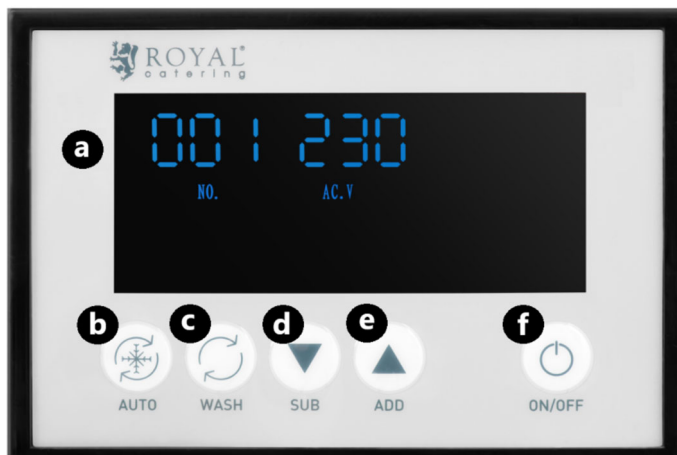 ROYAL®
catering
a
001 230
NO. AC.V
b c d e f
AUTO WASH SUB ADD ON/OFF